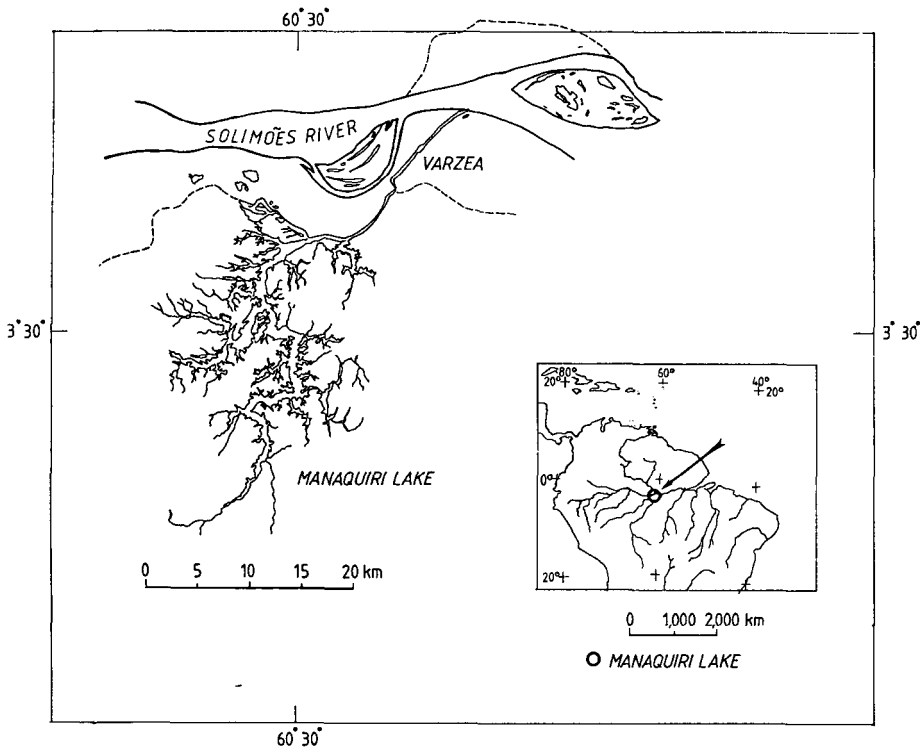 60° 30'
SOLIMÕES RIVER
VARZEA
3° 30'
3° 30'
MANAQUIRI LAKE
0 5 10 15 20 km
80° 60° 40°
20° 20°
0°
20°
0 1,000 2,000 km
MANAQUIRI LAKE
60° 30'